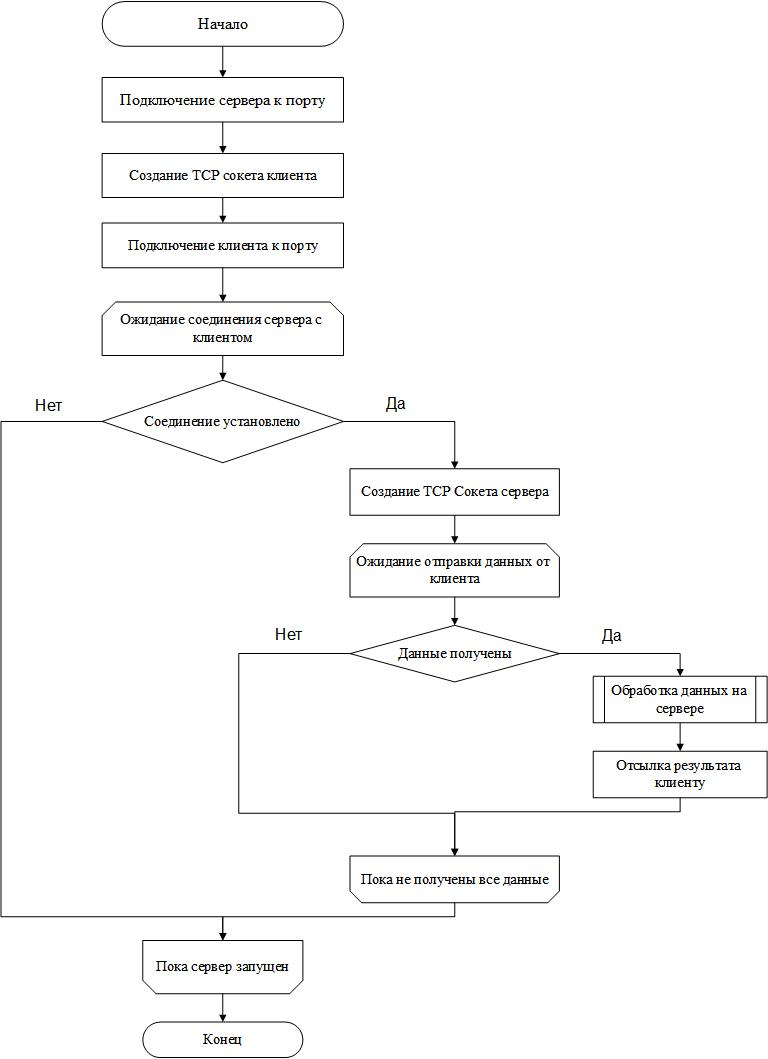 Начало
Подключение сервера к порту
Создание TCP сокета клиента
Подключение клиента к порту
Ожидание соединения сервера с
клиентом
Нет
Да
Соединение установлено
Создание TCP Сокета сервера
Ожидание отправки данных от
клиента
Нет
Да
Данные получены
Обработка данных на
сервере
Отсылка результата
клиенту
Пока не получены все данные
Пока сервер запущен
Конец